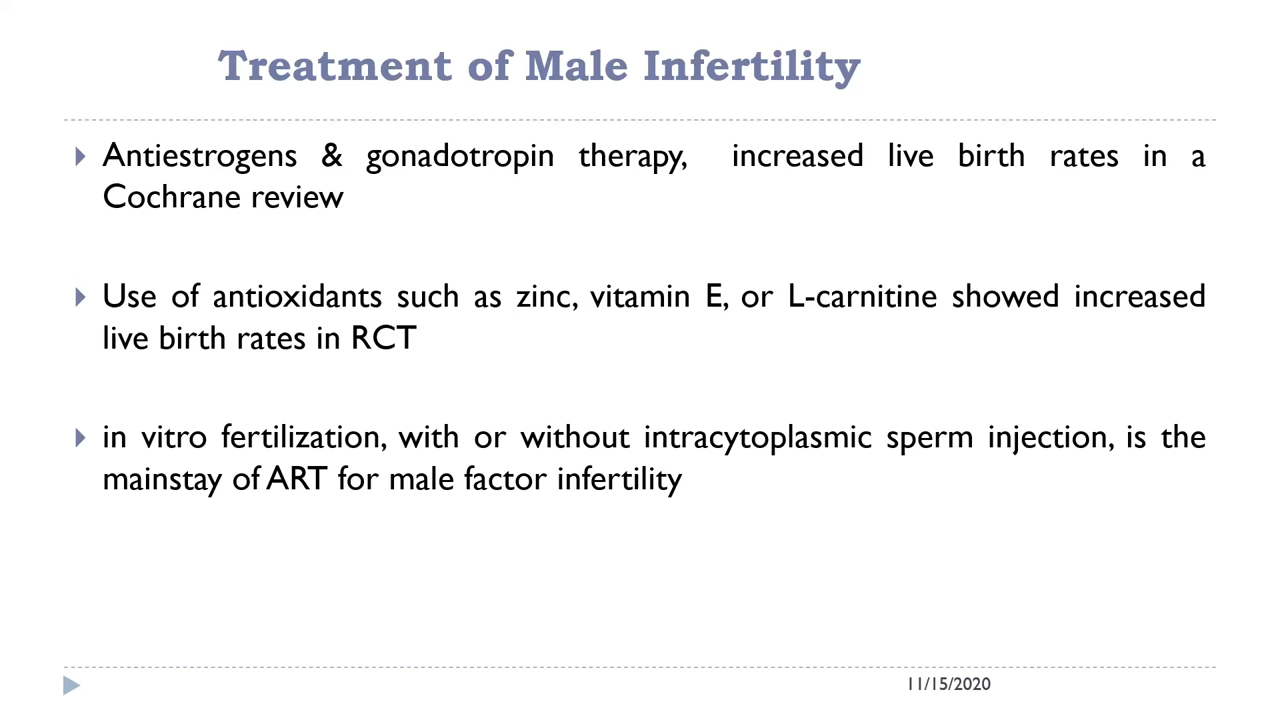 Treatment of Male Infertility
Antiestrogens & gonadotropin therapy, increased live birth rates in a
Cochrane review
Use of antioxidants such as zinc, vitamin E, or L-carnitine showed increased
live birth rates in RCT
in vitro fertilization, with or without intracytoplasmic sperm injection, is the
mainstay of ART for male factor infertility
11/15/2020